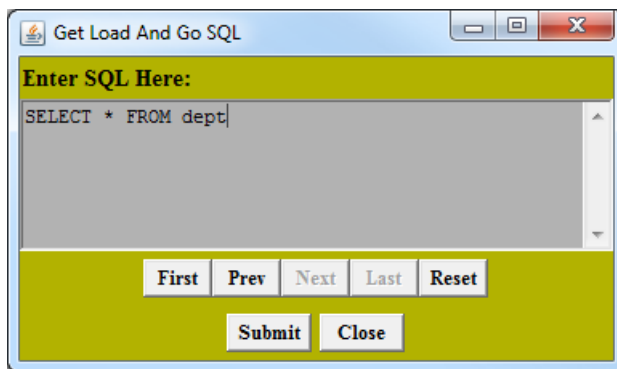 Get Load And Go SQL
Enter SQL Here:
SELECT * FROM dept
First Prev Next Last Reset
Submit Close